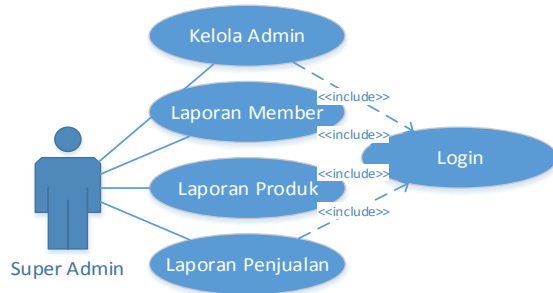 Kelola Admin
<<include>>
Laporan Member
<<include>>
Login
<<include>>
Laporan Produk
<<include>>
Laporan Penjualan
Super Admin